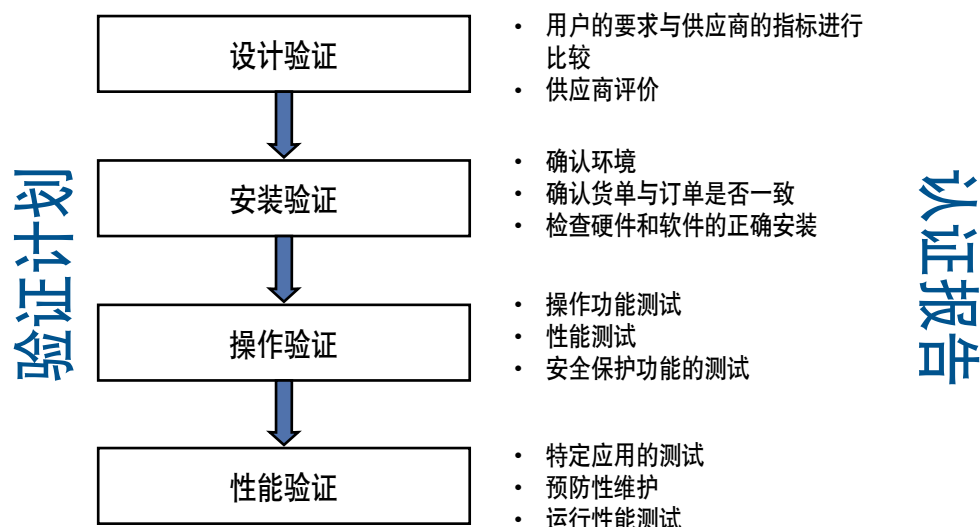 验证计划
设计验证
• 用户的要求与供应商的指标进行
比较
• 供应商评价
安装验证
• 确认环境
• 确认货单与订单是否一致
• 检查硬件和软件的正确安装
操作验证
• 操作功能测试
• 性能测试
• 安全保护功能的测试
性能验证
• 特定应用的测试
• 预防性维护
• 运行性能测试
认证报告